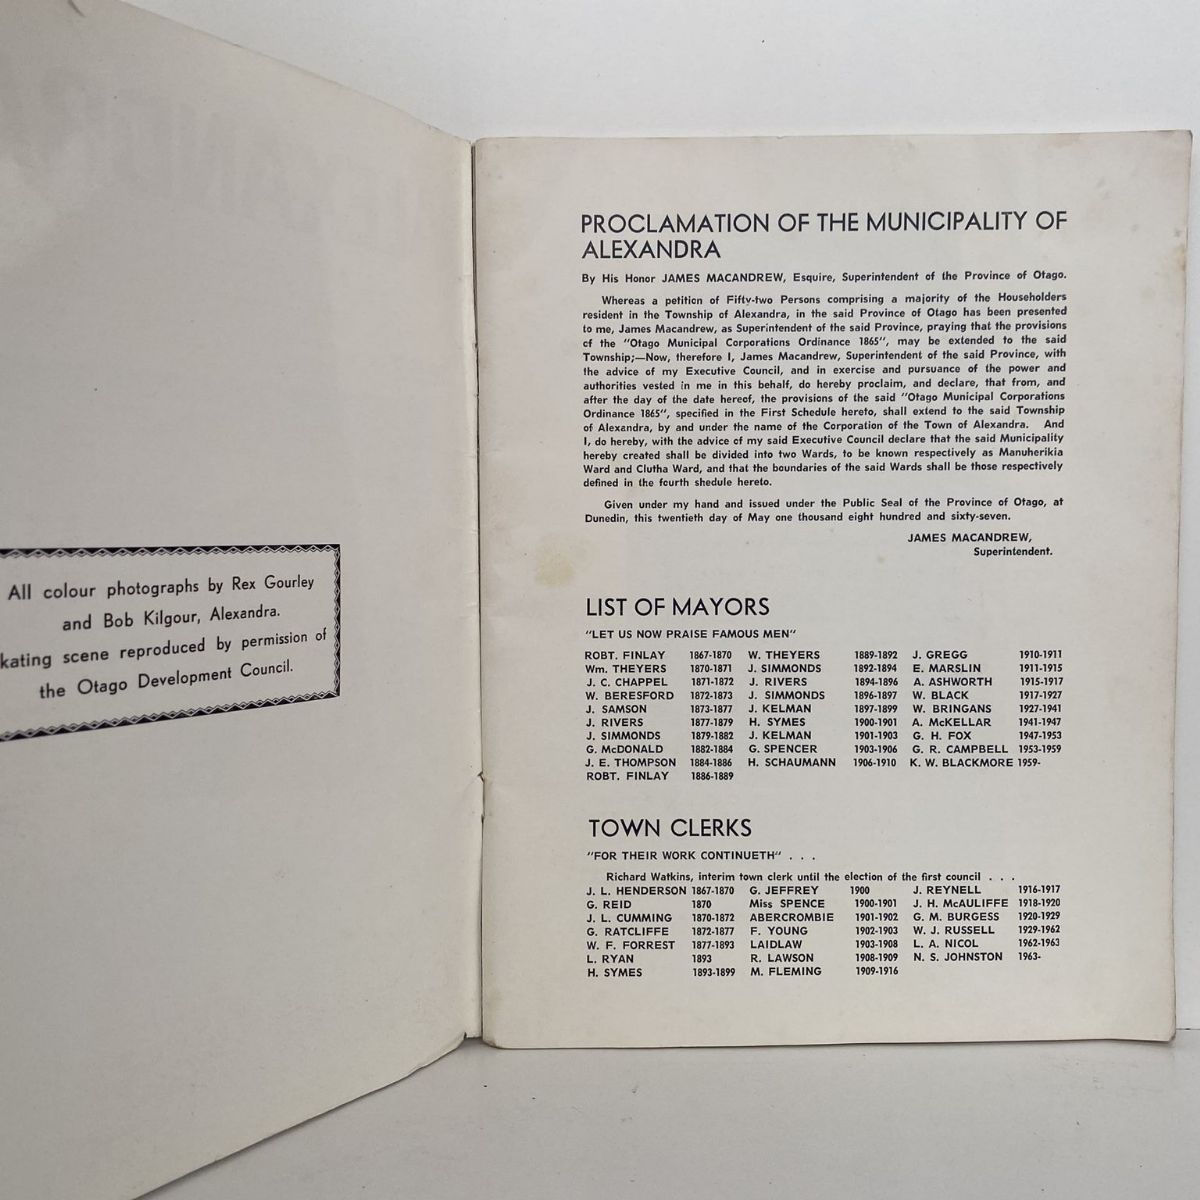 All colour photographs by Rex Gourley
and Bob Kilgour, Alexandra.
kating scene reproduced by permission of
the Otago Development Council.
PROCLAMATION OF THE MUNICIPALITY OF
ALEXANDRA
By His Honor JAMES MACANDREW, Esquire, Superintendent of the Province of Otago.
Whereas a petition of Fifty-two Persons comprising a majority of the Householders
resident in the Township of Alexandra, in the said Province of Otago has been presented
to me, James Macandrew, as Superintendent of the said Province, praying that the provisions
of the "Otago Municipal Corporations Ordinance 1865", may be extended to the said
Township;—Now, therefore I, James Macandrew, Superintendent of the said Province, with
the advice of my Executive Council, and in exercise and pursuance of the power and
authorities vested in me in this behalf, do hereby proclaim, and declare, that from, and
after the day of the date hereof, the provisions of the said "Otago Municipal Corporations
Ordinance 1865", specified in the First Schedule hereto, shall extend to the said Township
of Alexandra, by and under the name of the Corporation of the Town of Alexandra. And
I, do hereby, with the advice of my said Executive Council declare that the said Municipality
hereby created shall be divided into two Wards, to be known respectively as Manuherikia
Ward and Clutha Ward, and that the boundaries of the said Wards shall be those respectively
defined in the fourth shedule hereto.
Given under my hand and issued under the Public Seal of the Province of Otago, at
Dunedin, this twentieth day of May one thousand eight hundred and sixty-seven.
JAMES MACANDREW,
Superintendent.
LIST OF MAYORS
"LET US NOW PRAISE FAMOUS MEN"
ROBT. FINLAY 1867-1870 W. THEYERS 1889-1892 J. GREGG 1910-1911
Wm. THEYERS 1870-1871 J. SIMMONDS 1892-1894 E. MARSLIN 1911-1915
J. C. CHAPPEL 1871-1872 J. RIVERS 1894-1896 A. ASHWORTH 1915-1917
W. BERESFORD 1872-1873 J. SIMMONDS 1896-1897 W. BLACK 1917-1927
J. SAMSON 1873-1877 J. KELMAN 1897-1899 W. BRINGANS 1927-1941
J. RIVERS 1877-1879 H. SYMES 1900-1901 A. McKELLAR 1941-1947
J. SIMMONDS 1879-1882 J. KELMAN 1901-1903 G. H. FOX 1947-1953
G. McDONALD 1882-1884 G. SPENCER 1903-1906 G. R. CAMPBELL 1953-1959
J. E. THOMPSON 1884-1886 H. SCHAUMANN 1906-1910 K. W. BLACKMORE 1959-
ROBT. FINLAY 1886-1889
TOWN CLERKS
"FOR THEIR WORK CONTINUETH" . . .
Richard Watkins, interim town clerk until the election of the first council . . .
J. L. HENDERSON 1867-1870 G. JEFFREY 1900 J. REYNELL 1916-1917
G. REID 1870 Miss SPENCE 1900-1901 J. H. McAULIFFE 1918-1920
J. L. CUMMING 1870-1872 ABERCROMBIE 1901-1902 G. M. BURGESS 1920-1929
G. RATCLIFFE 1872-1877 F. YOUNG 1902-1903 W. J. RUSSELL 1929-1962
W. F. FORREST 1877-1893 LAIDLAW 1903-1908 L. A. NICOL 1962-1963
L. RYAN 1893 R. LAWSON 1908-1909 N. S. JOHNSTON 1963-
H. SYMES 1893-1899 M. FLEMING 1909-1916